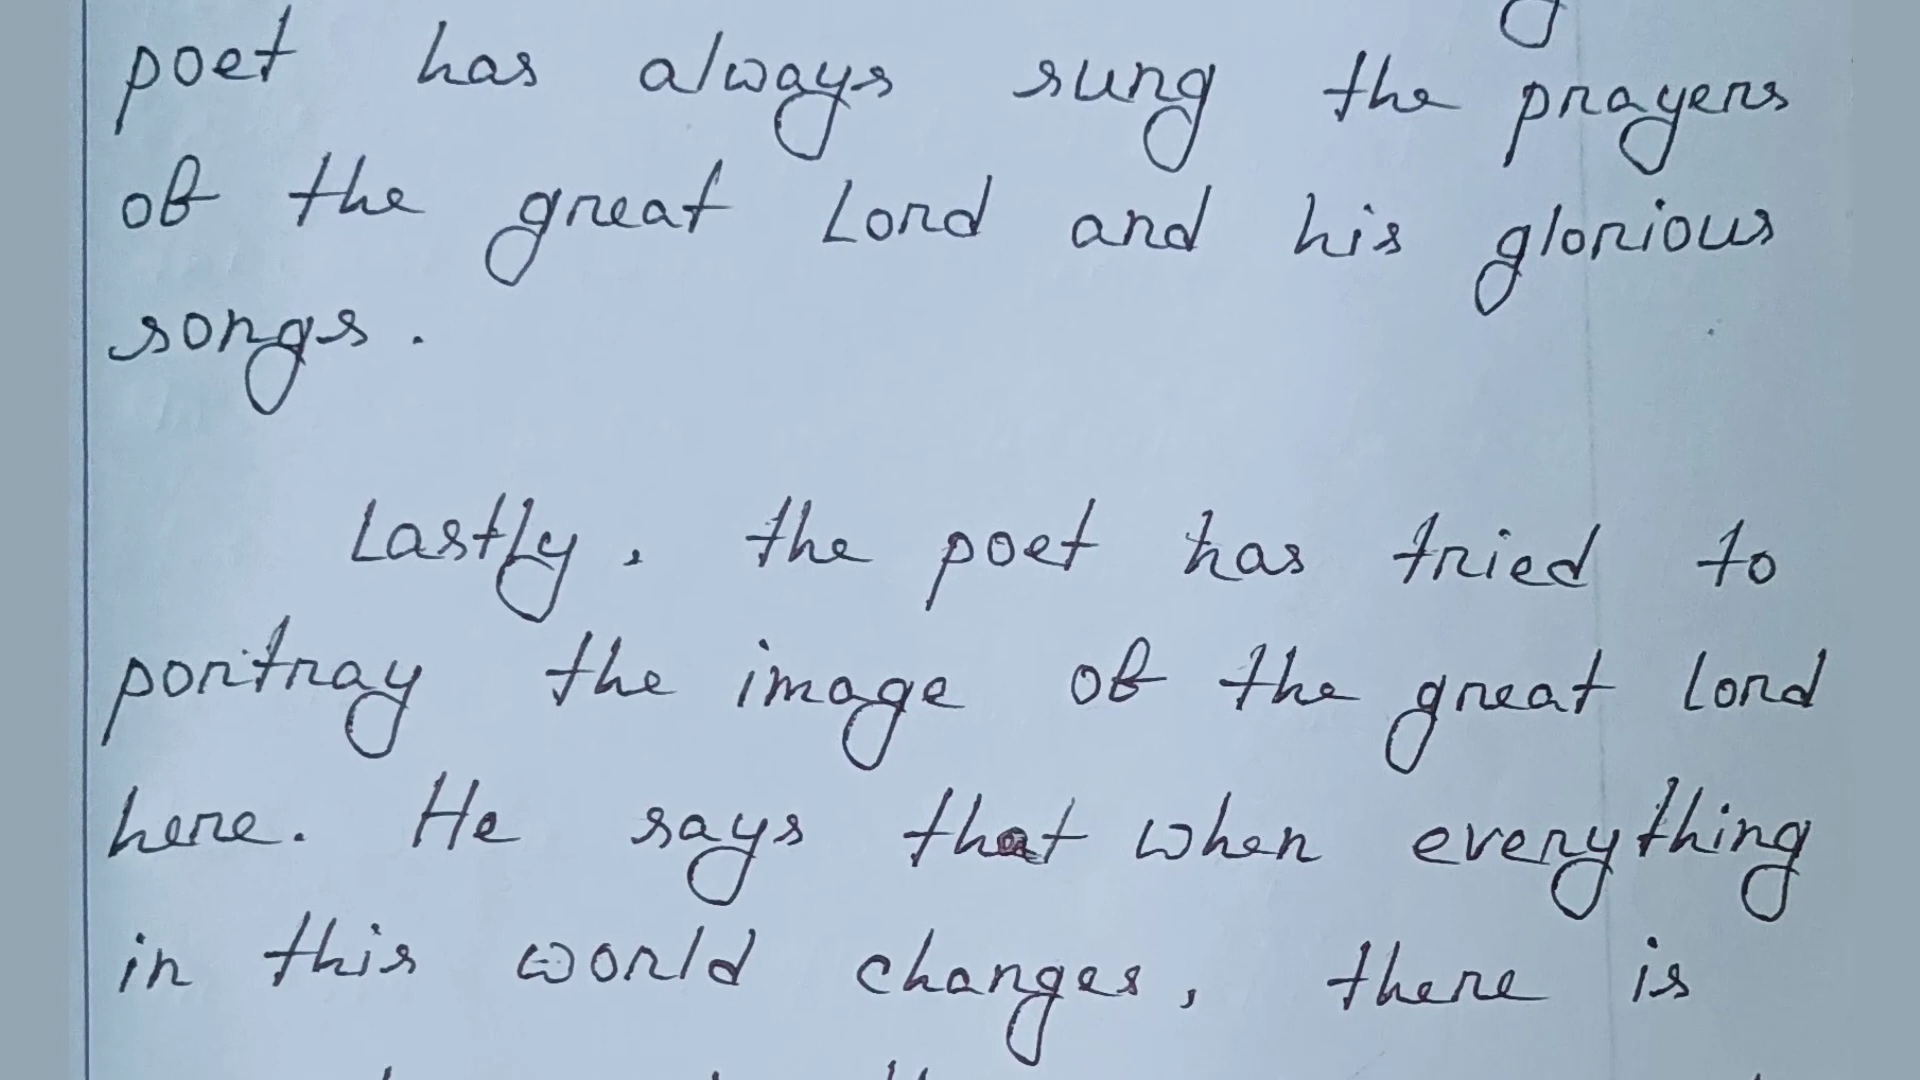 poet has always sung the prayers
of the great Lord and his glorious
songs.
Lastly, the poet has tried to
portray the image of the great lord
here. He says that when everything
in this world changes, there is